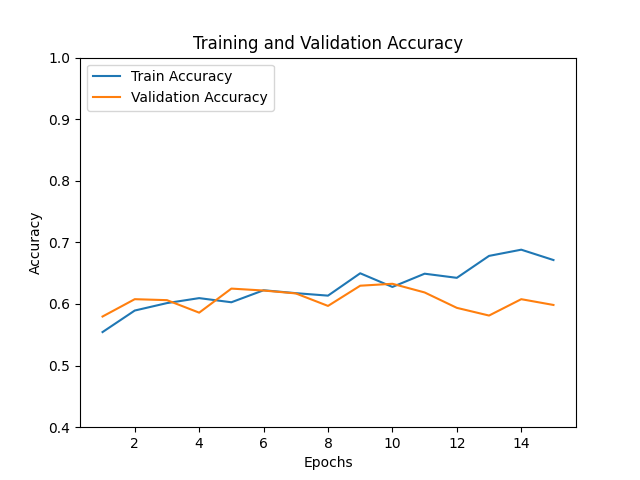 Training and Validation Accuracy
1.0
0.9
0.8
0.7
0.6
0.5
0.4
Accuracy
Train Accuracy
Validation Accuracy
2 4 6 8 10 12 14
Epochs